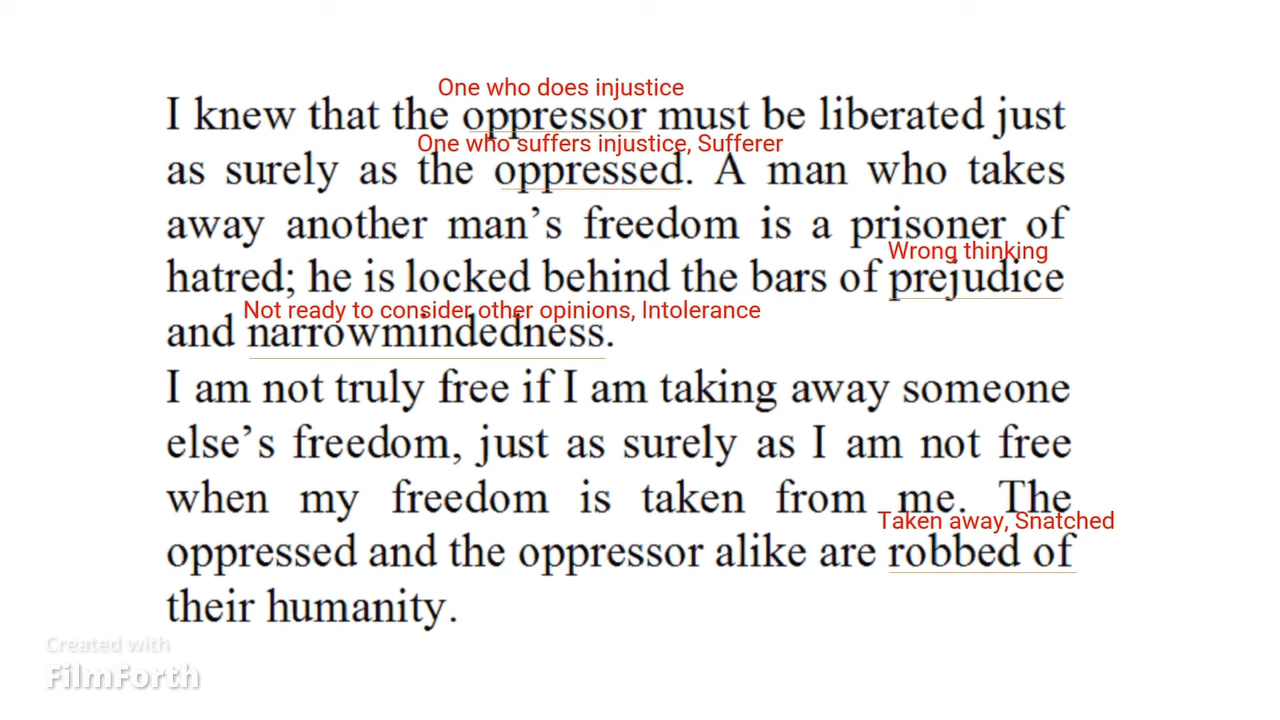 One who does injustice
I knew that the oppressor must be liberated just
One who suffers injustice, Sufferer
as surely as the oppressed. A man who takes
away another man's freedom is a prisoner of
Wrong thinking
hatred; he is locked behind the bars of prejudice
Not ready to consider other opinions, Intolerance
and narrowmindedness.
I am not truly free if I am taking away someone
else's freedom, just as surely as I am not free
when my freedom is taken from me. The
Taken away, Snatched
oppressed and the oppressor alike are robbed of
their humanity.
Created with
FilmForth